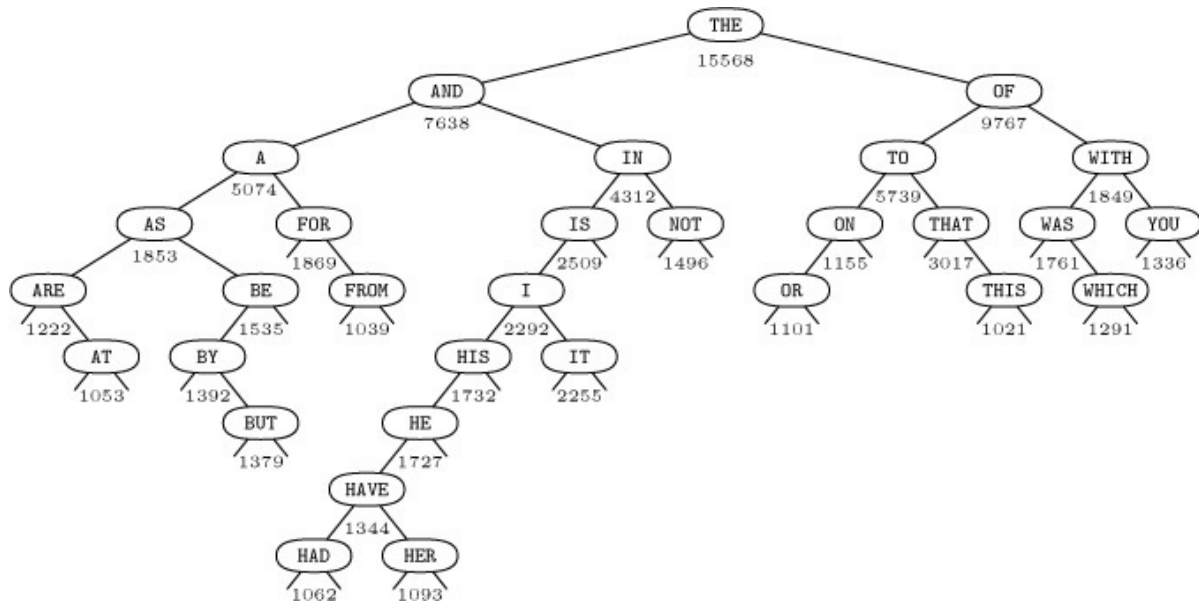 THE
15568
AND OF
7638 9767
A IN TO WITH
5074 4312 5739 1849
AS FOR IS NOT ON THAT WAS YOU
1853 1869 2509 1496 1155 3017 1761 1336
ARE BE FROM I OR THIS WHICH
1222 1535 1039 2292 1101 1021 1291
AT BY HIS IT
1053 1392 1732 2255
BUT HE
1379 1727
HAVE
1344
HAD HER
1062 1093